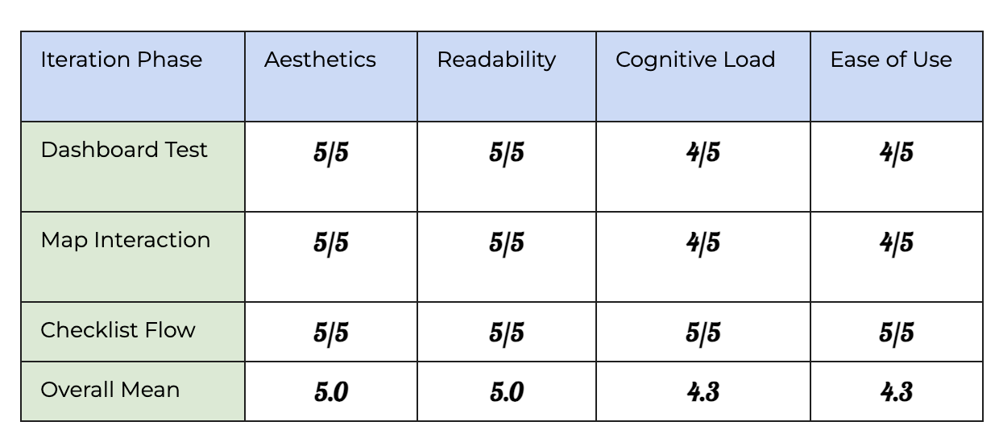 Iteration Phase Aesthetics Readability Cognitive Load Ease of Use
Dashboard Test 5/5 5/5 4/5 4/5
Map Interaction 5/5 5/5 4/5 4/5
Checklist Flow 5/5 5/5 5/5 5/5
Overall Mean 5.0 5.0 4.3 4.3